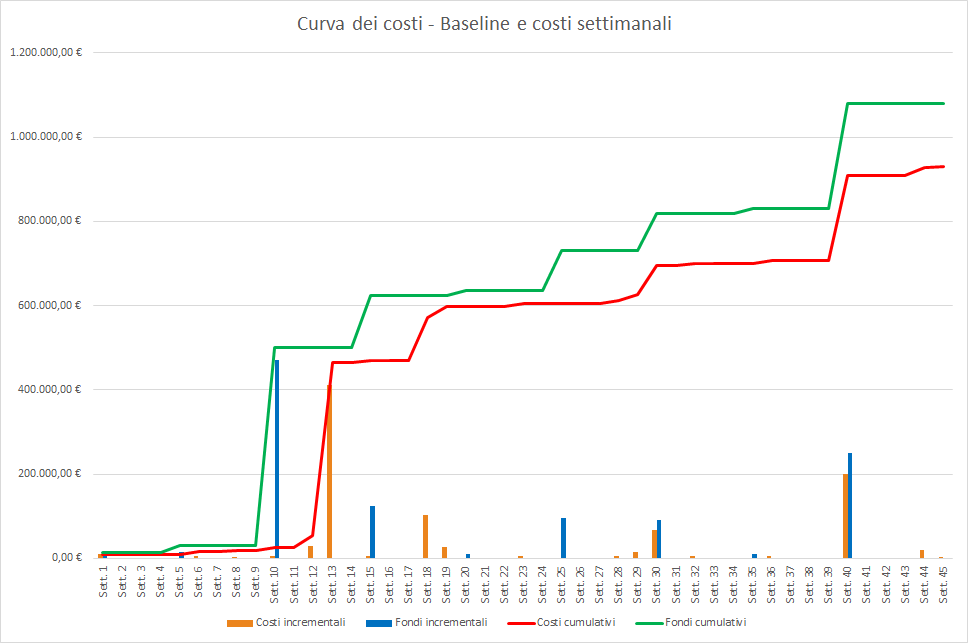 Curva dei costi - Baseline e costi settimanali
1.200.000,00 €
1.000.000,00 €
800.000,00 €
600.000,00 €
400.000,00 €
200.000,00 €
0,00 €
Sett. 1
Sett. 2
Sett. 3
Sett. 4
Sett. 5
Sett. 6
Sett. 7
Sett. 8
Sett. 9
Sett. 10
Sett. 11
Sett. 12
Sett. 13
Sett. 14
Sett. 15
Sett. 16
Sett. 17
Sett. 18
Sett. 19
Sett. 20
Sett. 21
Sett. 22
Sett. 23
Sett. 24
Sett. 25
Sett. 26
Sett. 27
Sett. 28
Sett. 29
Sett. 30
Sett. 31
Sett. 32
Sett. 33
Sett. 34
Sett. 35
Sett. 36
Sett. 37
Sett. 38
Sett. 39
Sett. 40
Sett. 41
Sett. 42
Sett. 43
Sett. 44
Sett. 45
Costi incrementali
Fondi incrementali
Costi cumulativi
Fondi cumulativi